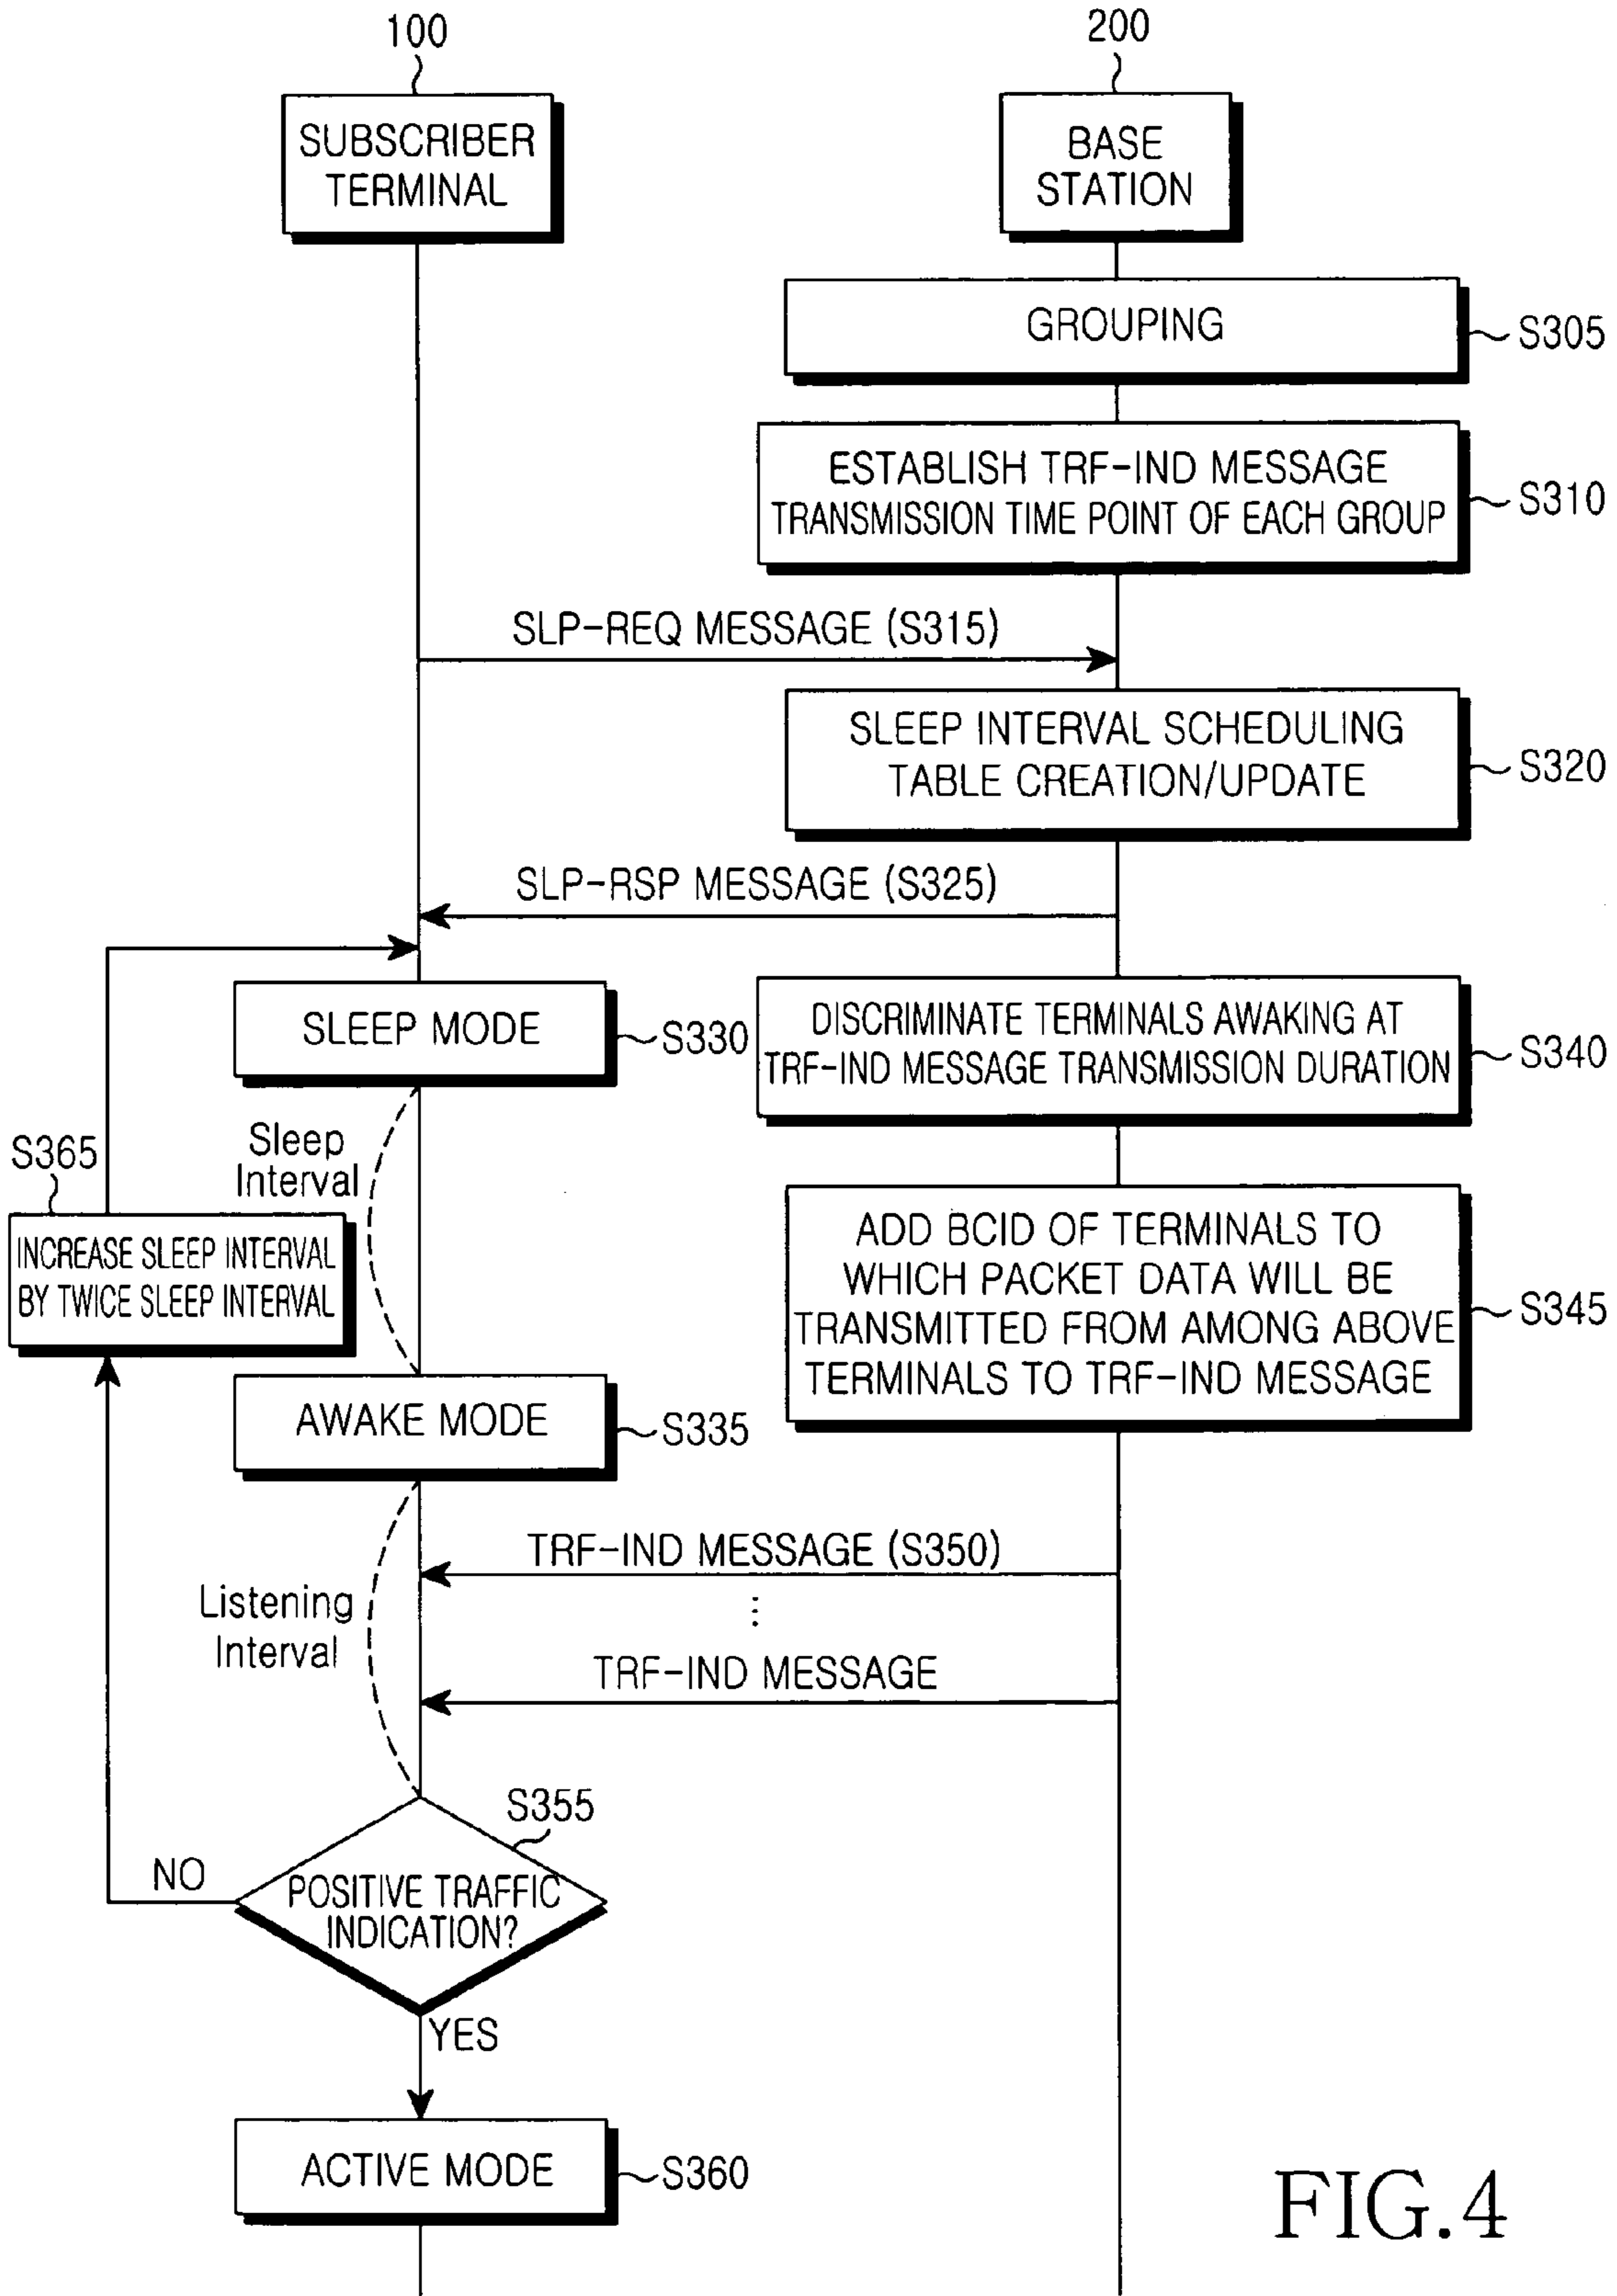 100
200
SUBSCRIBER
TERMINAL
BASE
STATION
GROUPING
S305
ESTABLISH TRF-IND MESSAGE
TRANSMISSION TIME POINT OF EACH GROUP
S310
SLP-REQ MESSAGE (S315)
SLEEP INTERVAL SCHEDULING
TABLE CREATION/UPDATE
S320
SLP-RSP MESSAGE (S325)
SLEEP MODE
S330
DISCRIMINATE TERMINALS AWAKING AT
TRF-IND MESSAGE TRANSMISSION DURATION
S340
Sleep
Interval
S365
INCREASE SLEEP INTERVAL
BY TWICE SLEEP INTERVAL
ADD BCID OF TERMINALS TO
WHICH PACKET DATA WILL BE
TRANSMITTED FROM AMONG ABOVE
TERMINALS TO TRF-IND MESSAGE
S345
AWAKE MODE
S335
TRF-IND MESSAGE (S350)
Listening
Interval
TRF-IND MESSAGE
S355
NO
POSITIVE TRAFFIC
INDICATION?
YES
ACTIVE MODE
S360
FIG.4